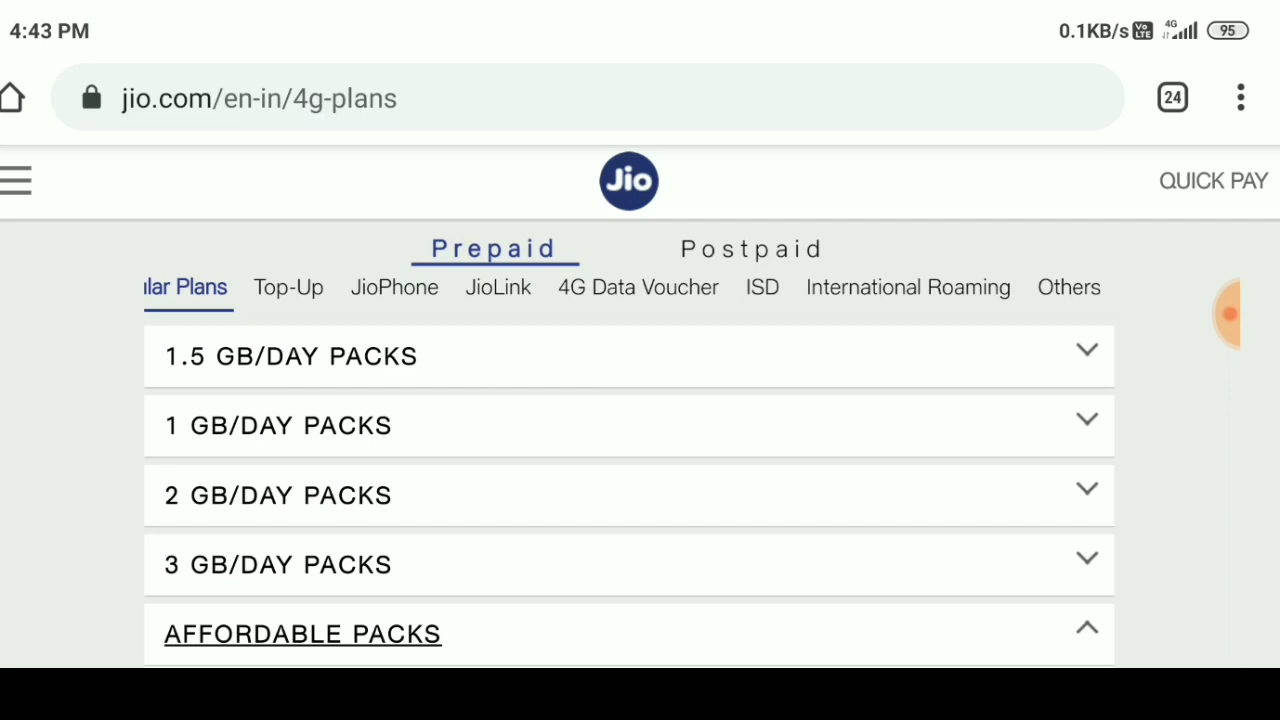 4:43 PM 0.1KB/s Vo LTE 4G 95
jio.com/en-in/4g-plans 24
Jio QUICK PAY
Prepaid Postpaid
lar Plans Top-Up JioPhone JioLink 4G Data Voucher ISD International Roaming Others
1.5 GB/DAY PACKS
1 GB/DAY PACKS
2 GB/DAY PACKS
3 GB/DAY PACKS
AFFORDABLE PACKS